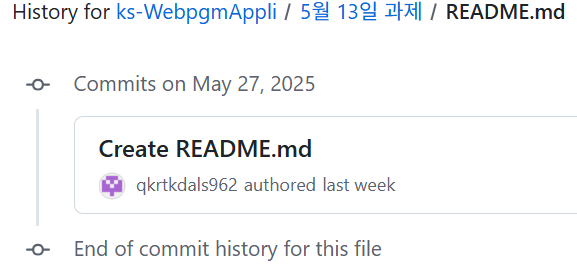 History for ks-WebpgmAppli / 5월 13일 과제 / README.md
Commits on May 27, 2025
Create README.md
qkrtkdals962 authored last week
End of commit history for this file